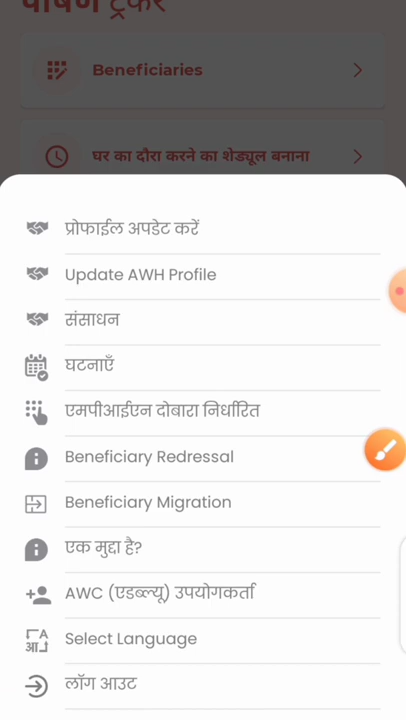 पोषण ट्रैकर
Beneficiaries
घर का दौरा करने का शेड्यूल बनाना
प्रोफाईल अपडेट करें
Update AWH Profile
संसाधन
घटनाएँ
एमपीआईएन दोबारा निर्धारित
Beneficiary Redressal
Beneficiary Migration
एक मुद्दा है?
AWC (एडब्ल्यू) उपयोगकर्ता
Select Language
लॉग आउट